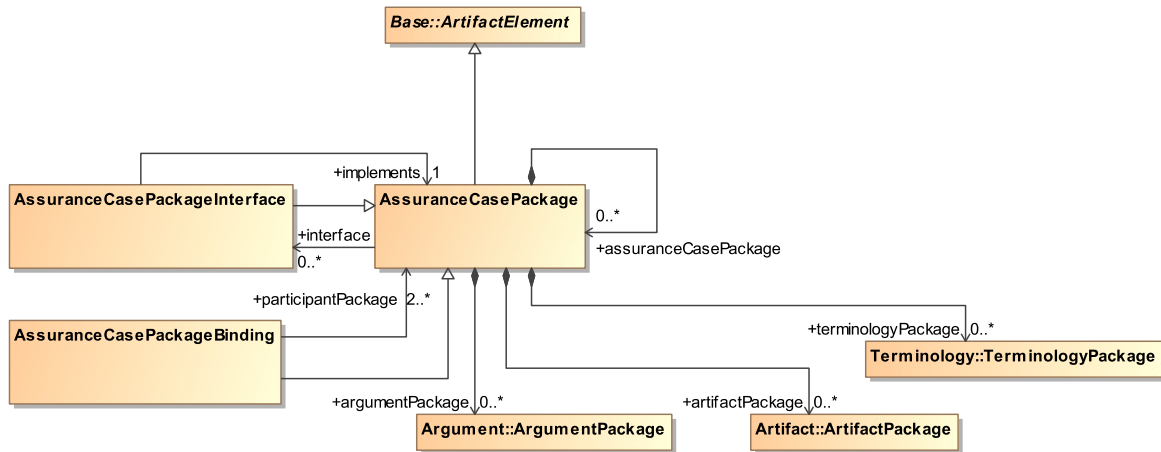 Base::ArtifactElement
+implements 1
AssuranceCasePackageInterface
AssuranceCasePackage
0..*
+interface
0..*
+assuranceCasePackage
+participantPackage 2..*
AssuranceCasePackageBinding
+terminologyPackage 0..*
Terminology::TerminologyPackage
+argumentPackage 0..*
+artifactPackage 0..*
Argument::ArgumentPackage
Artifact::ArtifactPackage